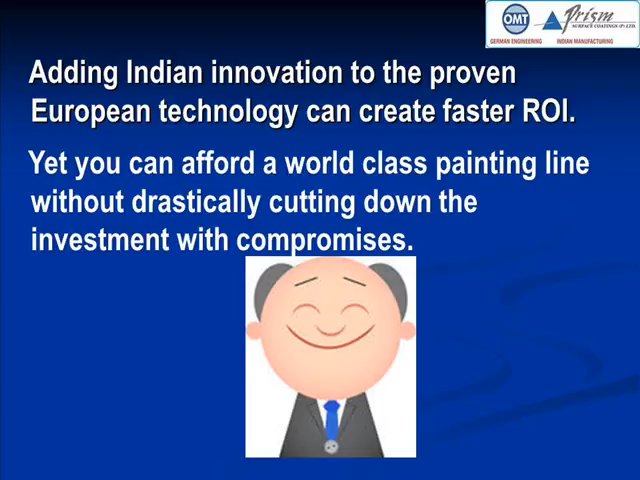 OMT
Prism
SURFACE COATINGS (P) LTD.
GERMAN ENGINEERING
INDIAN MANUFACTURING
Adding Indian innovation to the proven
European technology can create faster ROI.
Yet you can afford a world class painting line
without drastically cutting down the
investment with compromises.